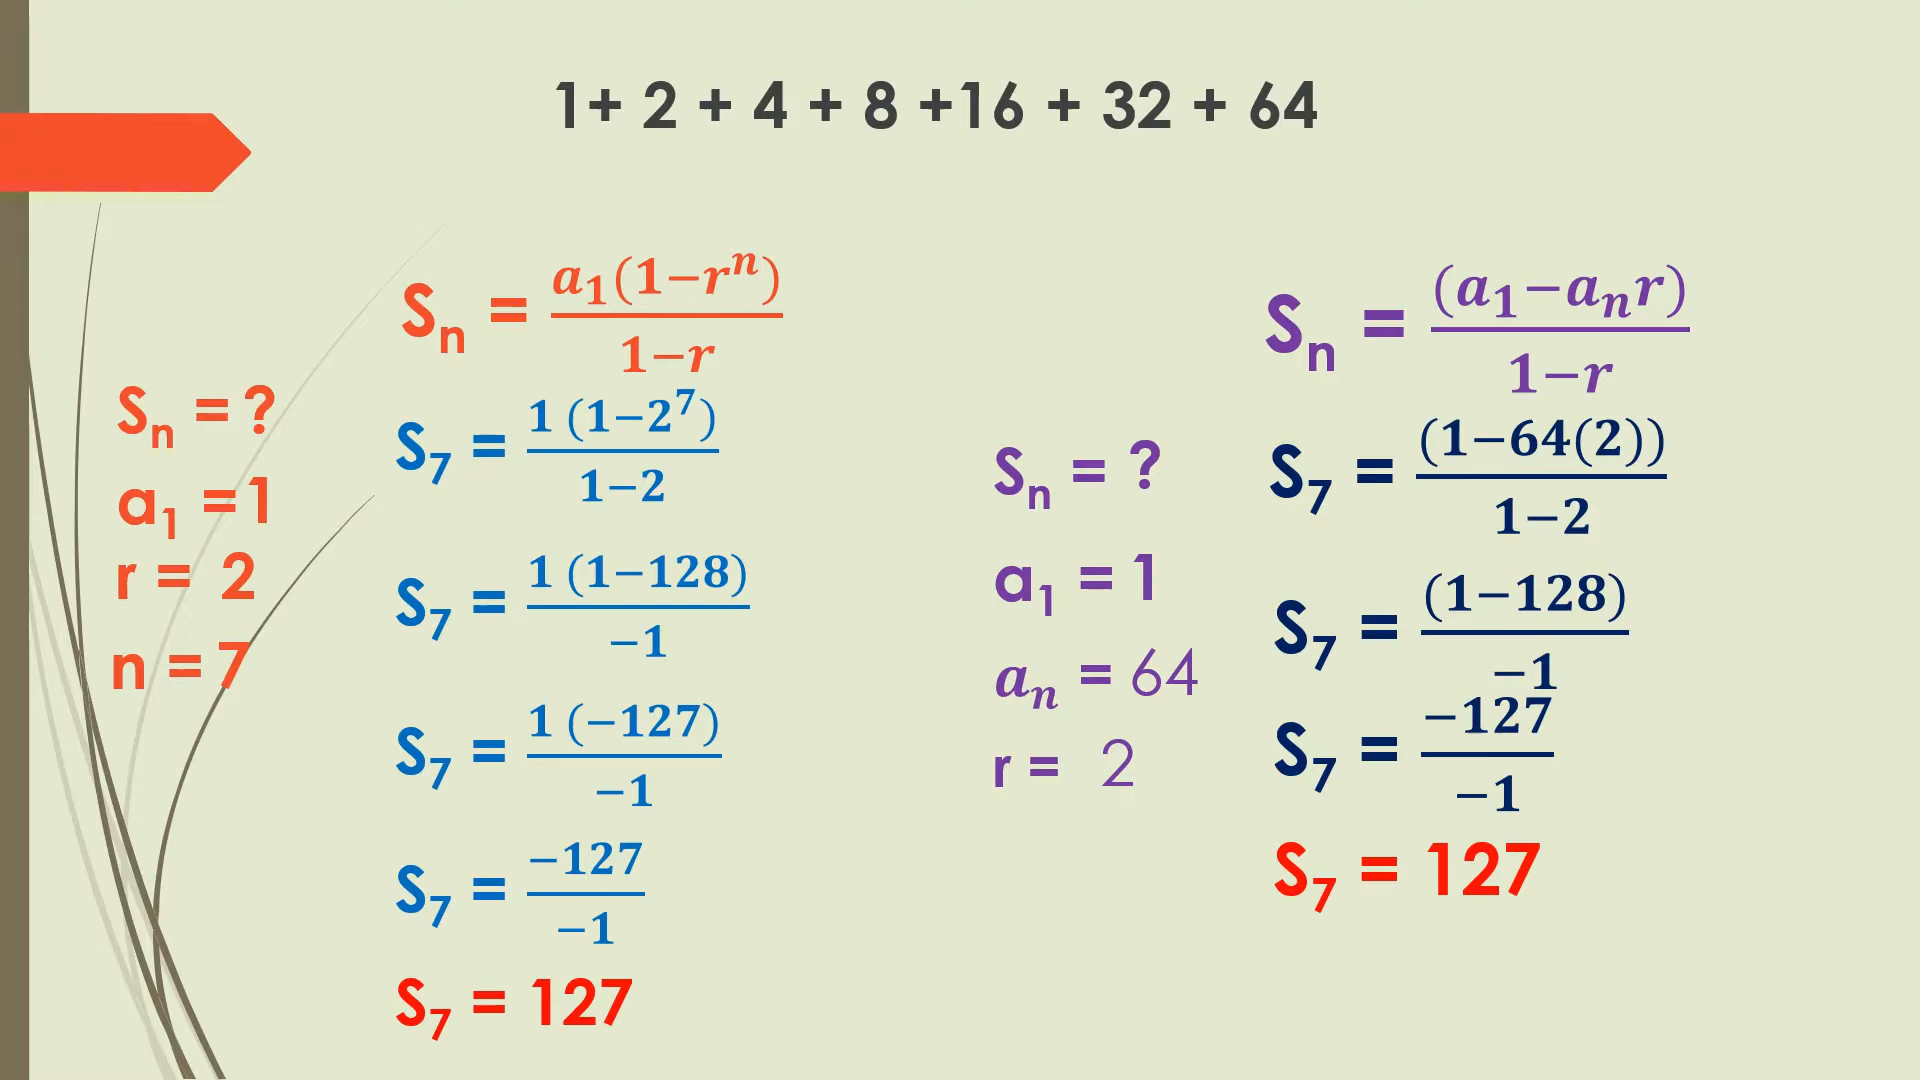 1+ 2 + 4 + 8 +16 + 32 + 64
Sₙ = ?
a₁ = 1
r = 2
n = 7
Sₙ = a₁(1−rⁿ) / 1−r
S₇ = 1 (1−2⁷) / 1−2
S₇ = 1 (1−128) / −1
S₇ = 1 (−127) / −1
S₇ = −127 / −1
S₇ = 127
Sₙ = ?
a₁ = 1
aₙ = 64
r = 2
Sₙ = (a₁−aₙr) / 1−r
S₇ = (1−64(2)) / 1−2
S₇ = (1−128) / −1
S₇ = −127 / −1
S₇ = 127